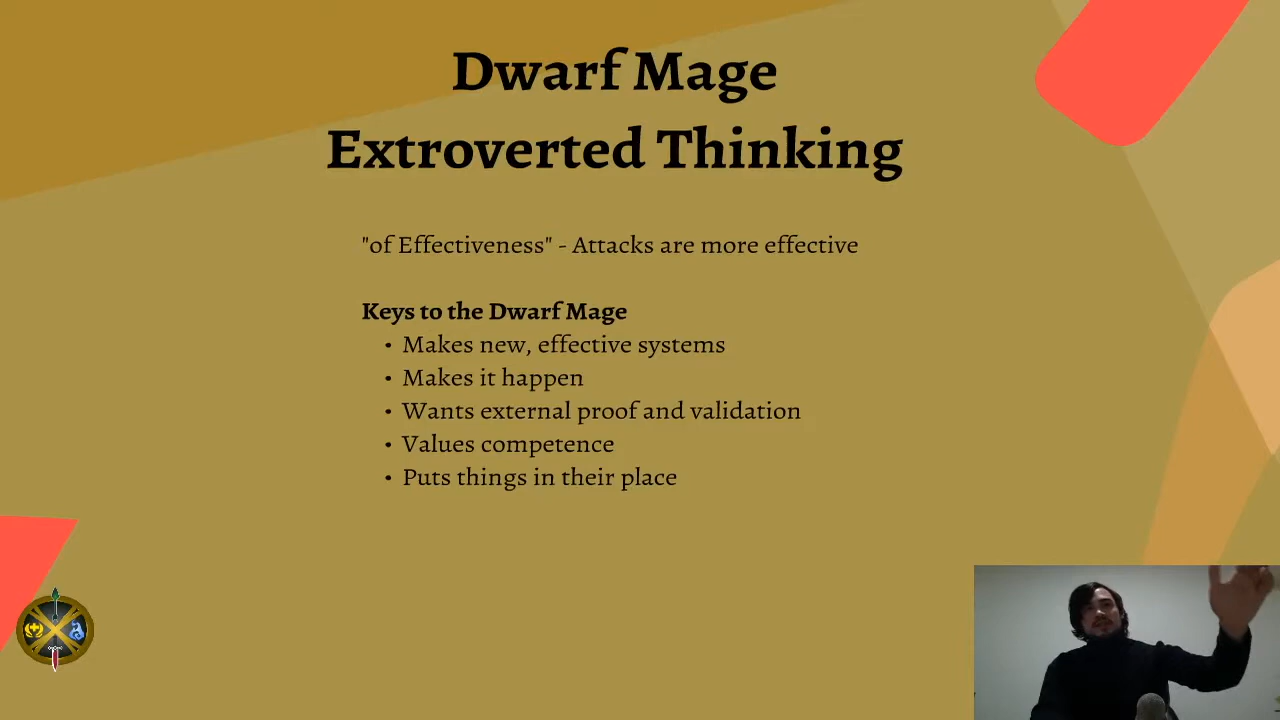 Dwarf Mage
Extroverted Thinking
"of Effectiveness" - Attacks are more effective
Keys to the Dwarf Mage
• Makes new, effective systems
• Makes it happen
• Wants external proof and validation
• Values competence
• Puts things in their place